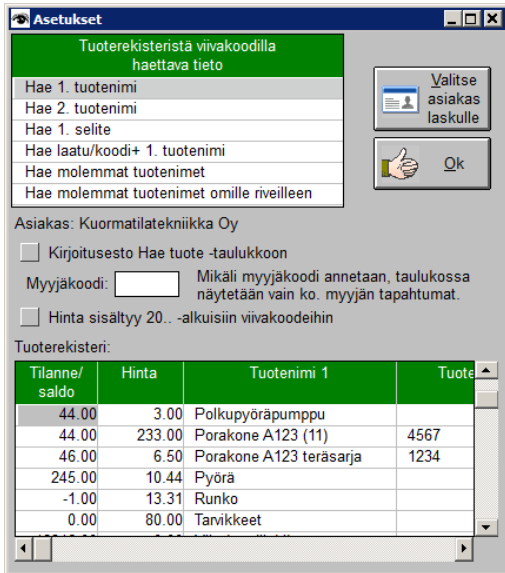 Asetukset
Tuoterekisteristä viivakoodilla
haettava tieto
Hae 1. tuotenimi
Hae 2. tuotenimi
Hae 1. selite
Hae laatu/koodi+ 1. tuotenimi
Hae molemmat tuotenimet
Hae molemmat tuotenimet omille riveilleen
Valitse
asiakas
laskulle
Ok
Asiakas: Kuormatilatekniikka Oy
Kirjoitusesto Hae tuote -taulukkoon
Myyjäkoodi:
Mikäli myyjäkoodi annetaan, taulukossa
näytetään vain ko. myyjän tapahtumat.
Hinta sisältyy 20.. -alkuisiin viivakoodeihin
Tuoterekisteri:
Tilanne/
saldo Hinta Tuotenimi 1 Tuote
44.00 3.00 Polkupyöräpumppu
44.00 233.00 Porakone A123 (11) 4567
46.00 6.50 Porakone A123 teräsarja 1234
245.00 10.44 Pyörä
-1.00 13.31 Runko
0.00 80.00 Tarvikkeet